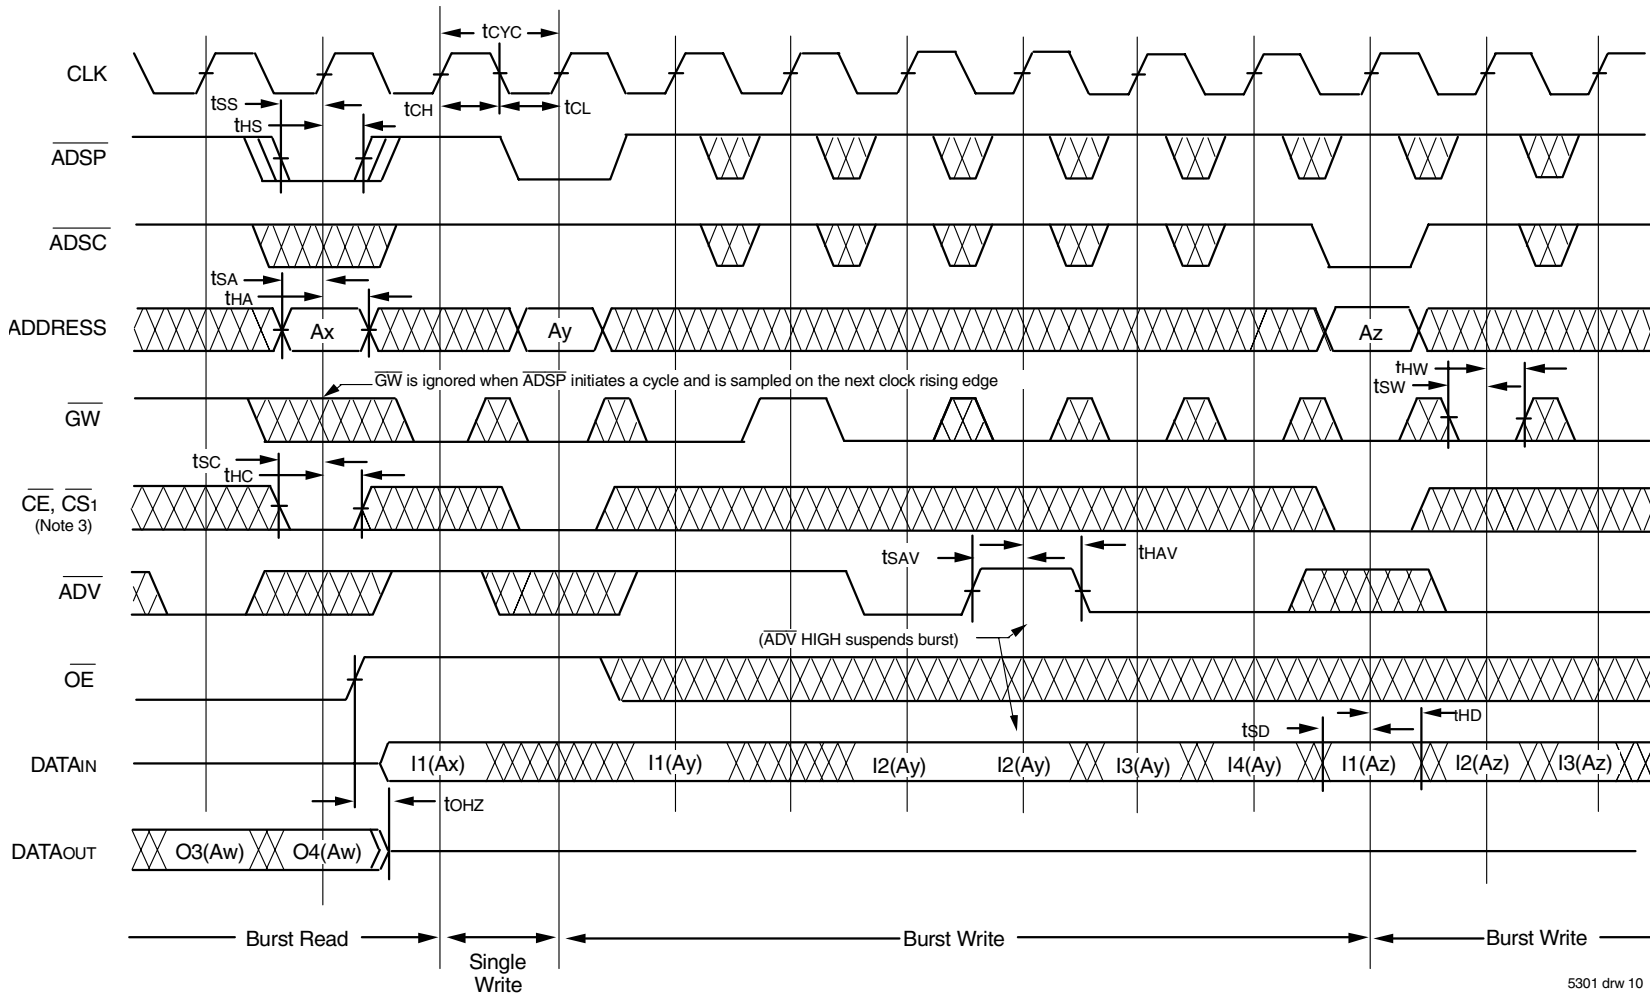 tCYC
CLK
tSS
tCH
tCL
tHS
ADSP
ADSC
tSA
tHA
ADDRESS
Ax
Ay
Az
GW is ignored when ADSP initiates a cycle and is sampled on the next clock rising edge
tHW
tSW
GW
tSC
tHC
CE, CS1
(Note 3)
tSAV
tHAV
ADV
(ADV HIGH suspends burst)
OE
tSD
tHD
DATAIN
I1(Ax)
I1(Ay)
I2(Ay)
I2(Ay)
I3(Ay)
I4(Ay)
I1(Az)
I2(Az)
I3(Az)
tOHZ
DATAOUT
O3(Aw)
O4(Aw)
Burst Read
Single
Write
Burst Write
Burst Write
5301 drw 10